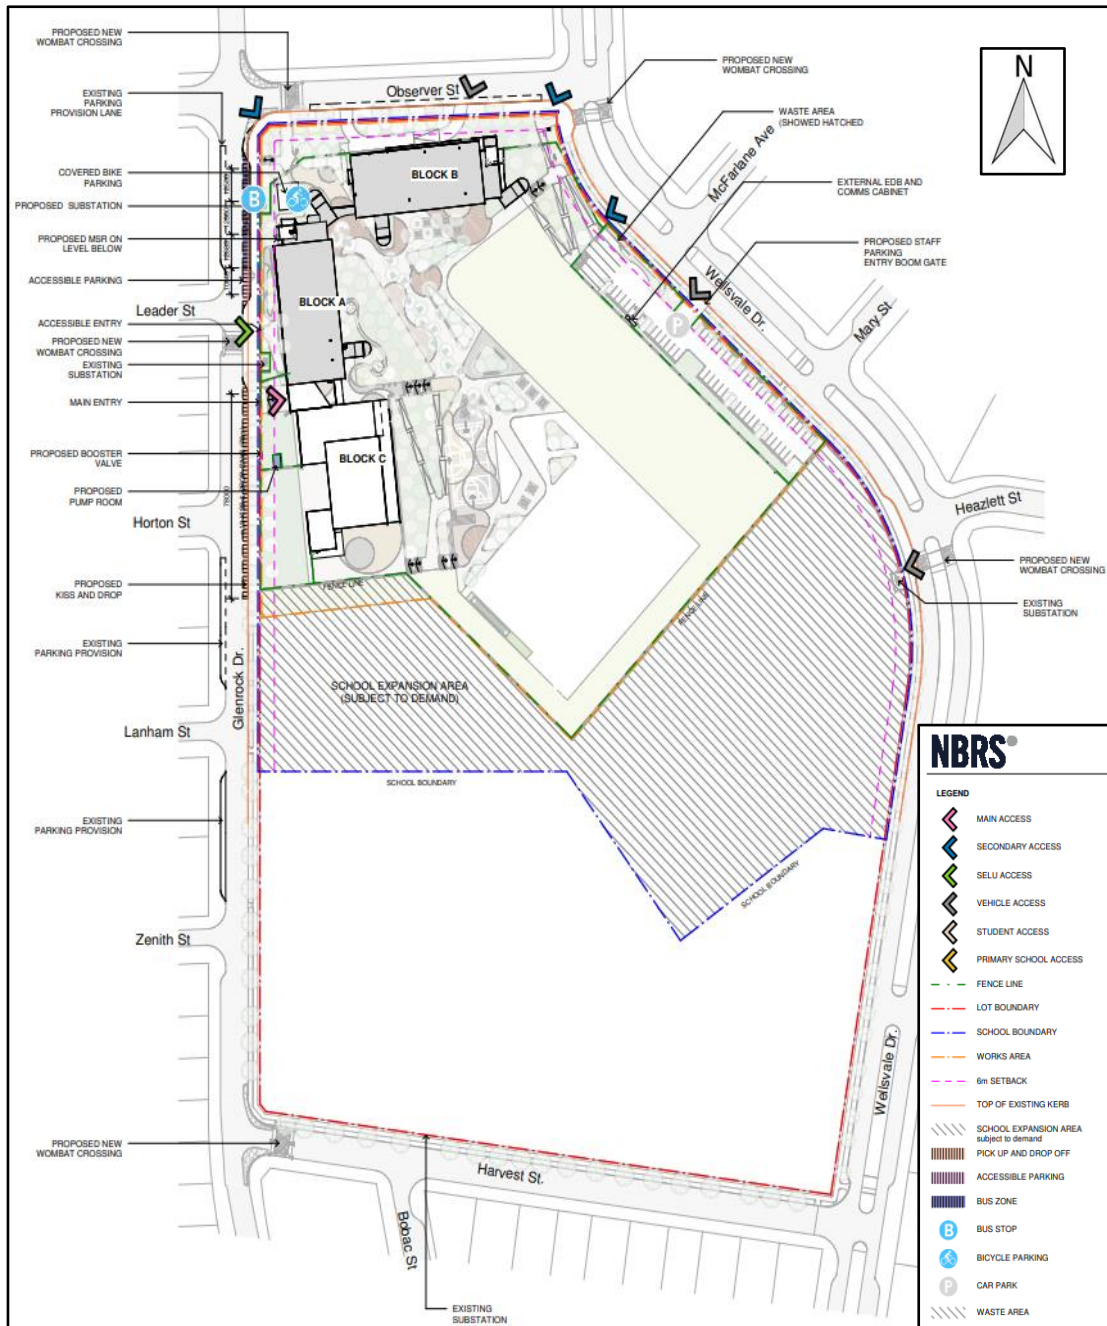 PROPOSED NEW
WOMBAT CROSSING
EXISTING
PARKING
PROVISION LANE
COVERED BIKE
PARKING
PROPOSED SUBSTATION
PROPOSED MSR ON
LEVEL BELOW
ACCESSIBLE PARKING
Leader St
ACCESSIBLE ENTRY
PROPOSED NEW
WOMBAT CROSSING
EXISTING
SUBSTATION
MAIN ENTRY
PROPOSED BOOSTER
VALVE
PROPOSED
PUMP ROOM
Horton St
PROPOSED
KISS AND DROP
EXISTING
PARKING PROVISION
Lanham St
EXISTING
PARKING PROVISION
Zenith St
PROPOSED NEW
WOMBAT CROSSING
Observer St
BLOCK B
B
BLOCK A
BLOCK C
78000
Glenrock Dr.
FENCE LINE
FENCE LINE
SCHOOL EXPANSION AREA
(SUBJECT TO DEMAND)
SCHOOL BOUNDARY
SCHOOL BOUNDARY
Harvest St.
Bobac St
EXISTING
SUBSTATION
PROPOSED NEW
WOMBAT CROSSING
WASTE AREA
(SHOWED HATCHED
McFarlane Ave
EXTERNAL EDB AND
COMMS CABINET
PROPOSED STAFF
PARKING
ENTRY BOOM GATE
Wellsvale Dr.
P
Mary St
Heazlett St
PROPOSED NEW
WOMBAT CROSSING
EXISTING
SUBSTATION
Wellsvale Dr.
N
NBRS
LEGEND
MAIN ACCESS
SECONDARY ACCESS
SELU ACCESS
VEHICLE ACCESS
STUDENT ACCESS
PRIMARY SCHOOL ACCESS
FENCE LINE
LOT BOUNDARY
SCHOOL BOUNDARY
WORKS AREA
6m SETBACK
TOP OF EXISTING KERB
SCHOOL EXPANSION AREA
subject to demand
PICK UP AND DROP OFF
ACCESSIBLE PARKING
BUS ZONE
B BUS STOP
BICYCLE PARKING
P CAR PARK
WASTE AREA